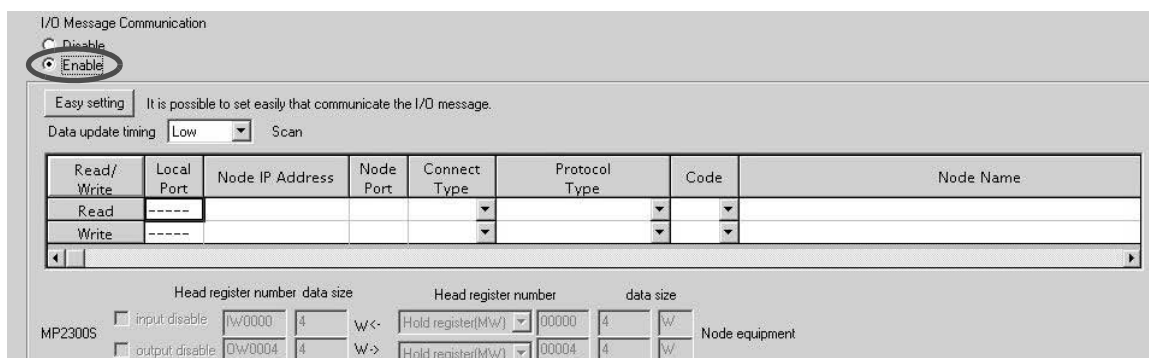 I/O Message Communication
Disable
Enable
Easy setting It is possible to set easily that communicate the I/O message.
Data update timing Low Scan
Read/ Write Local Port Node IP Address Node Port Connect Type Protocol Type Code Node Name
Read -----
Write -----
Head register number data size Head register number data size
MP2300S input disable IW0000 4 W<- Hold register(MW) 00000 4 W Node equipment
output disable OW0004 4 W-> Hold register(MW) 00004 4 W